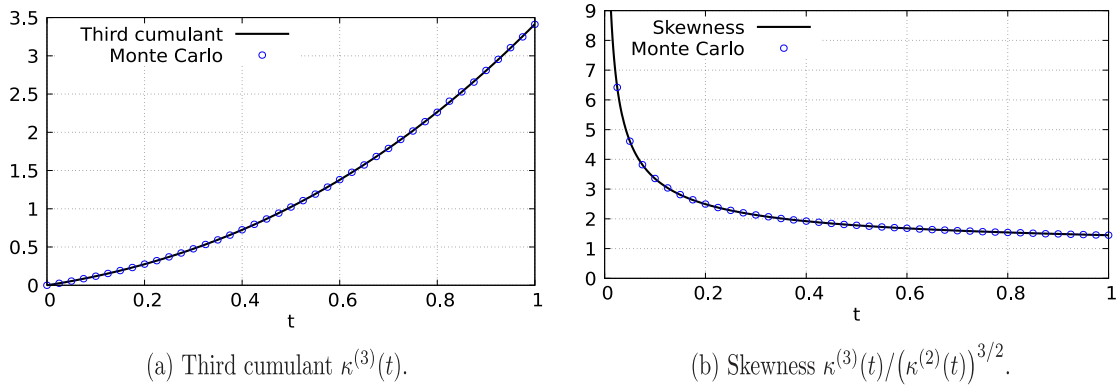 3.5
3
2.5
2
1.5
1
0.5
0
Third cumulant
Monte Carlo
0 0.2 0.4 0.6 0.8 1
t
(a) Third cumulant κ^(3)(t).
9
8
7
6
5
4
3
2
1
0
Skewness
Monte Carlo
0 0.2 0.4 0.6 0.8 1
t
(b) Skewness κ^(3)(t)/(κ^(2)(t))^3/2.